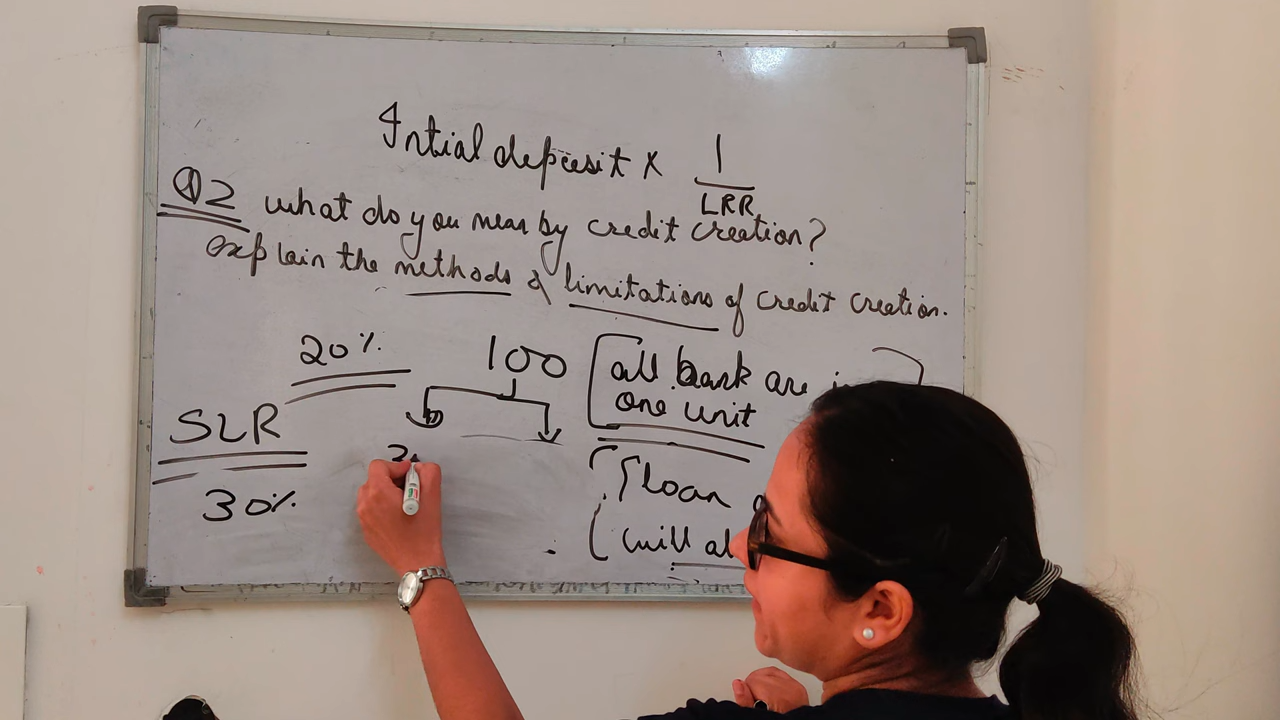 Intial deposit x 1
LRR
Q2 what do you mean by credit creation?
explain the methods & limitations of credit creation.
20% 100 all bank are
one unit
SLR
30%
loan
will